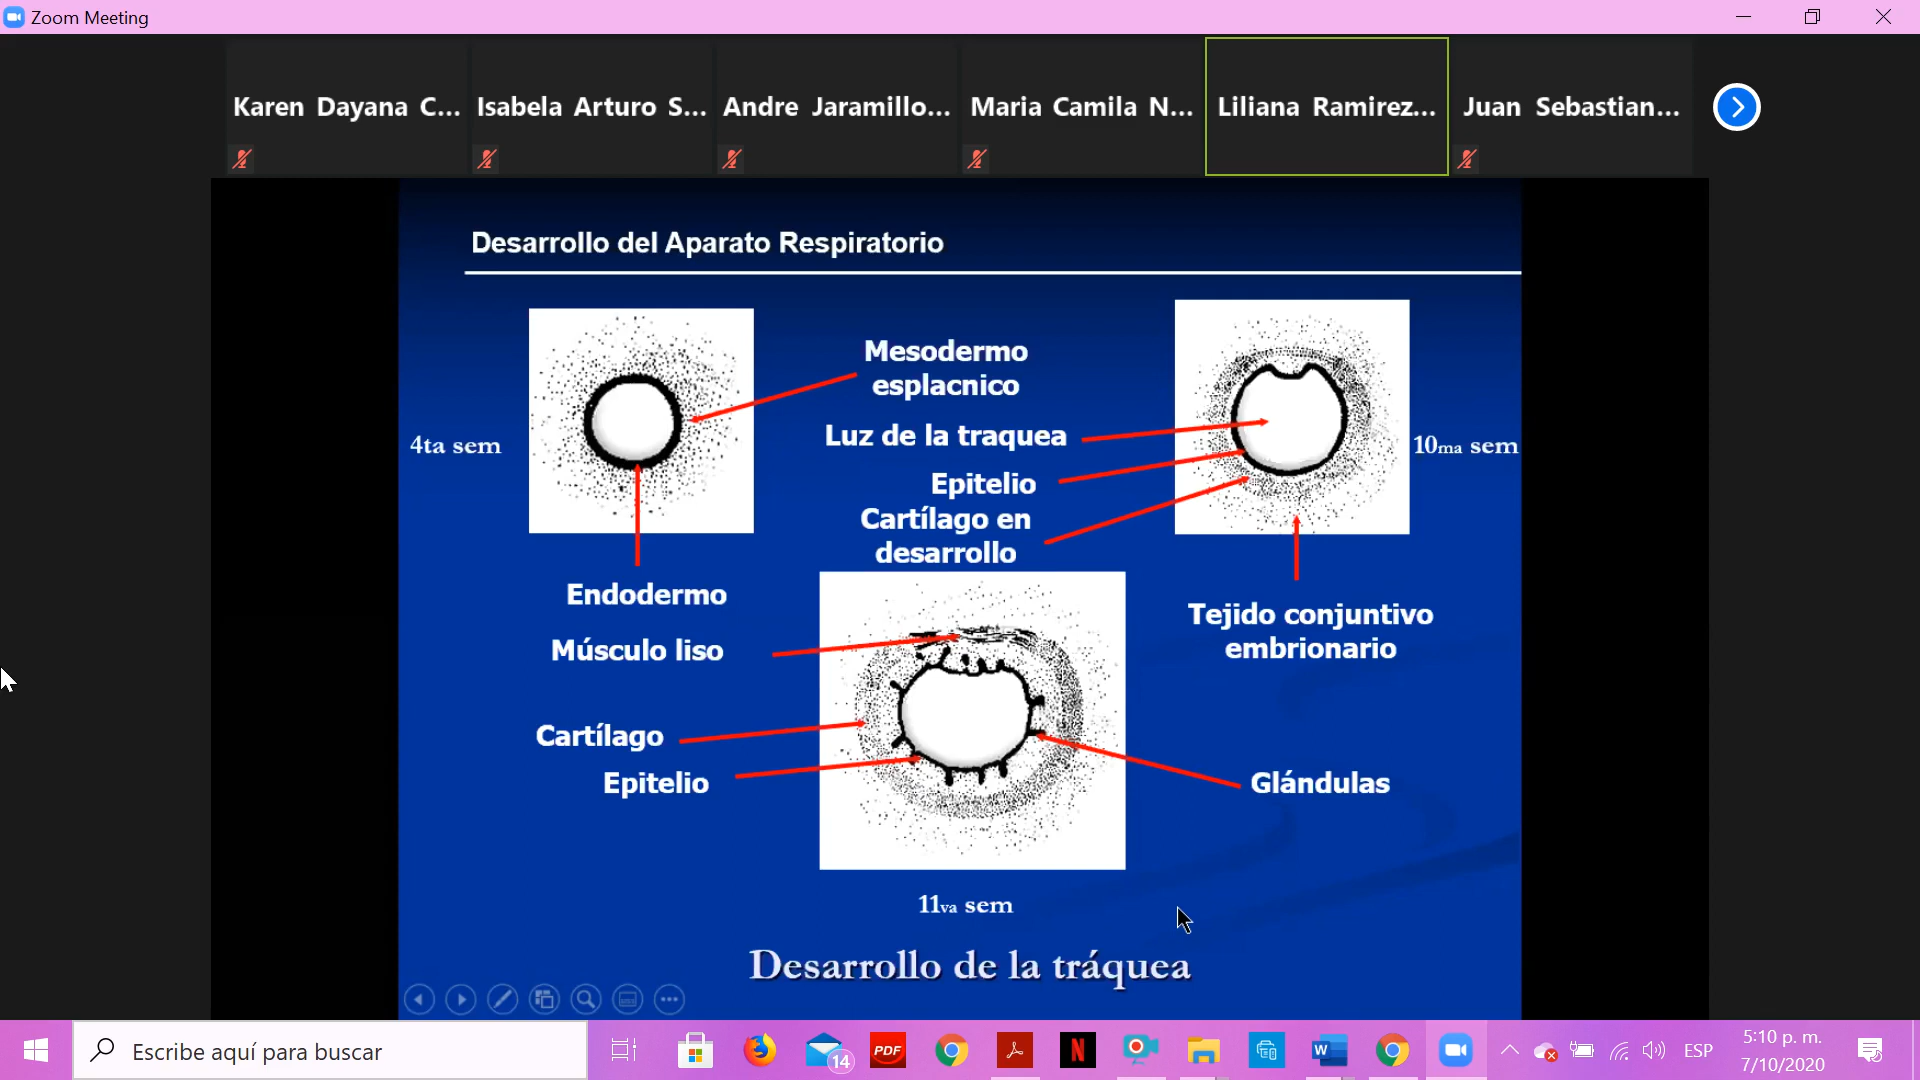 Zoom Meeting
Karen Dayana C...
Isabela Arturo S...
Andre Jaramillo...
Maria Camila N...
Liliana Ramirez...
Juan Sebastian...
Desarrollo del Aparato Respiratorio
Mesodermo
esplacnico
4ta sem
Luz de la traquea
10ma sem
Epitelio
Cartílago en
desarrollo
Endodermo
Músculo liso
Tejido conjuntivo
embrionario
Cartílago
Epitelio
Glándulas
11va sem
Desarrollo de la tráquea
Escribe aquí para buscar
14
PDF
N
W
ESP
5:10 p. m.
7/10/2020